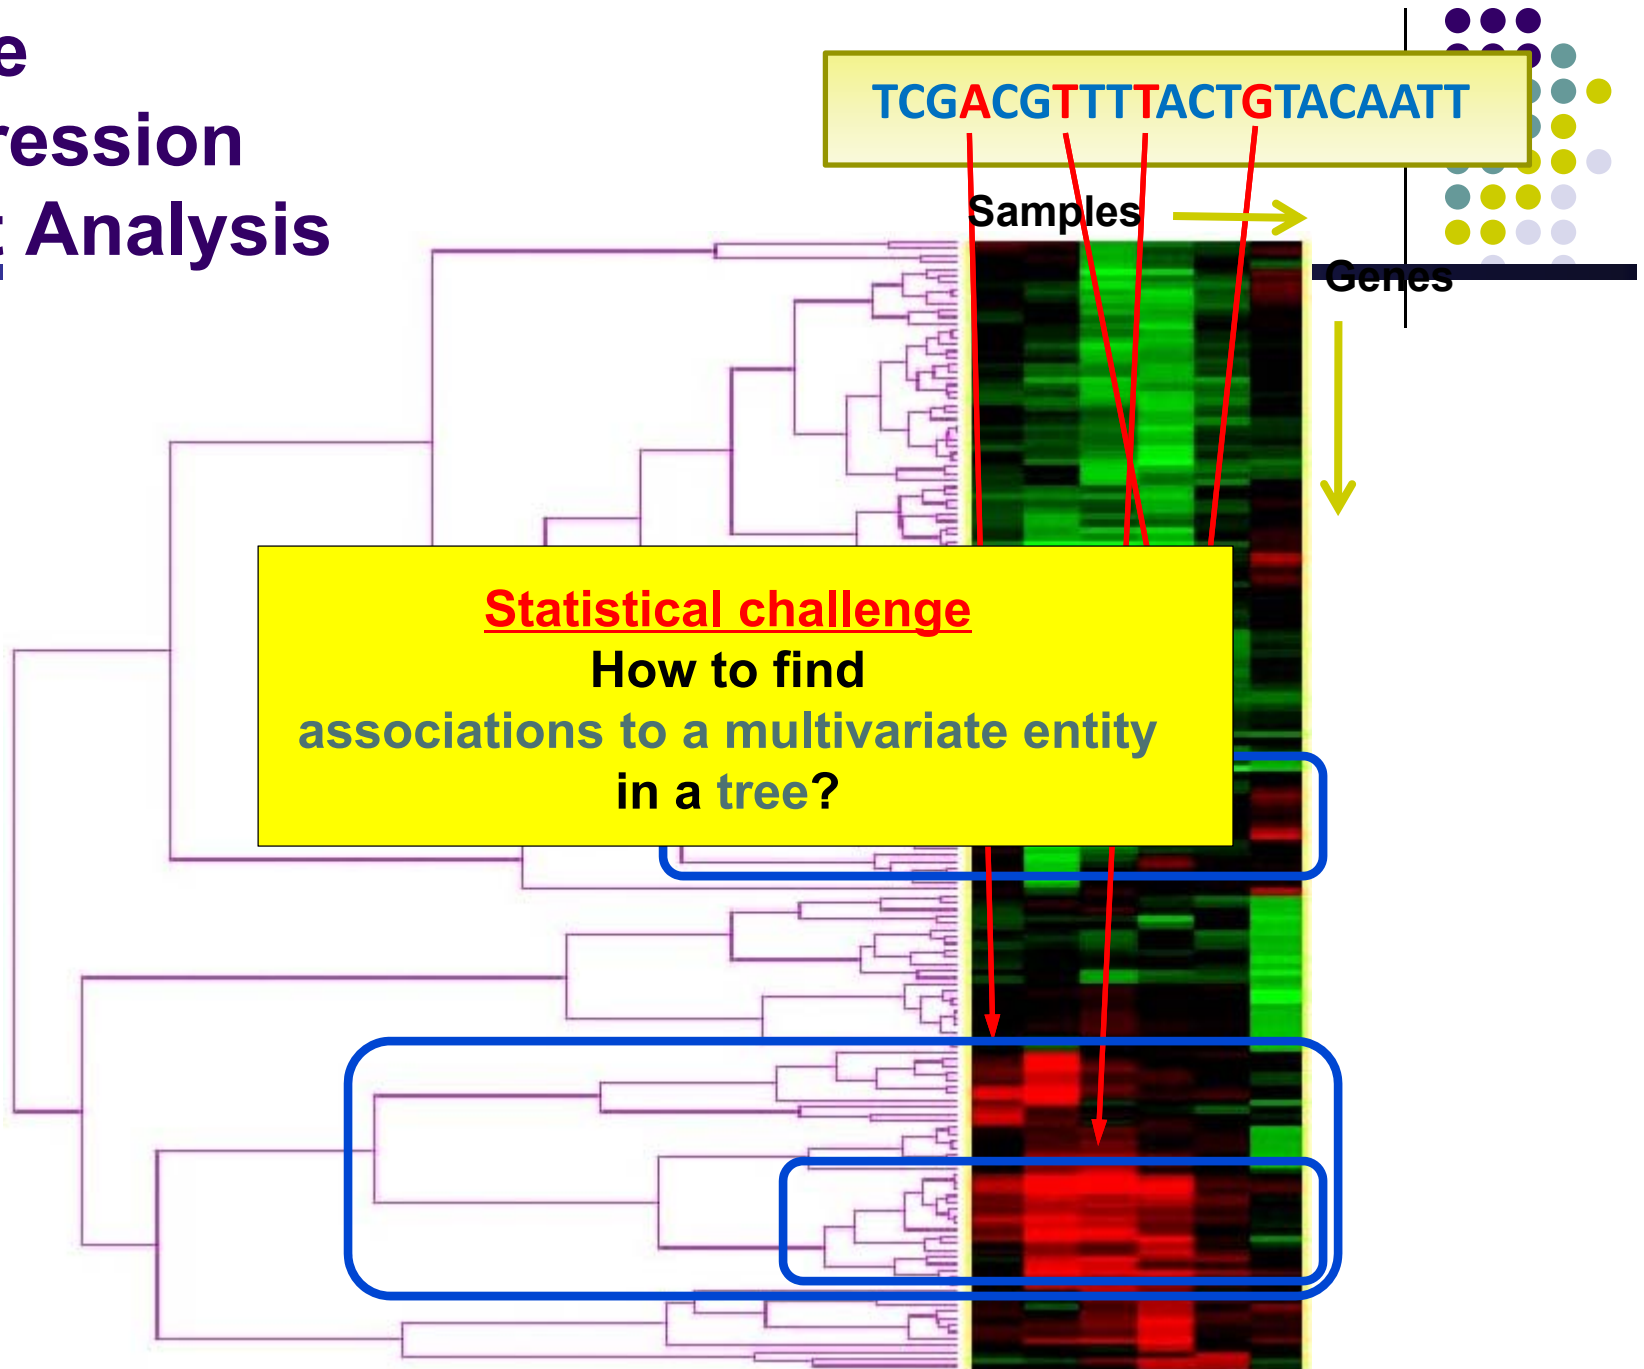 e
ression
t Analysis
TCGACGTTTTACTGTACAATT
Samples
Genes
Statistical challenge
How to find
associations to a multivariate entity
in a tree?